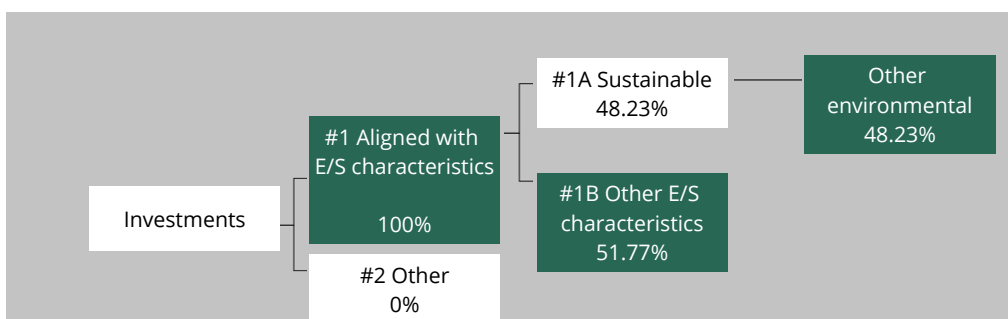 Investments
#1 Aligned with
E/S characteristics
100%
#2 Other
0%
#1A Sustainable
48.23%
#1B Other E/S
characteristics
51.77%
Other
environmental
48.23%